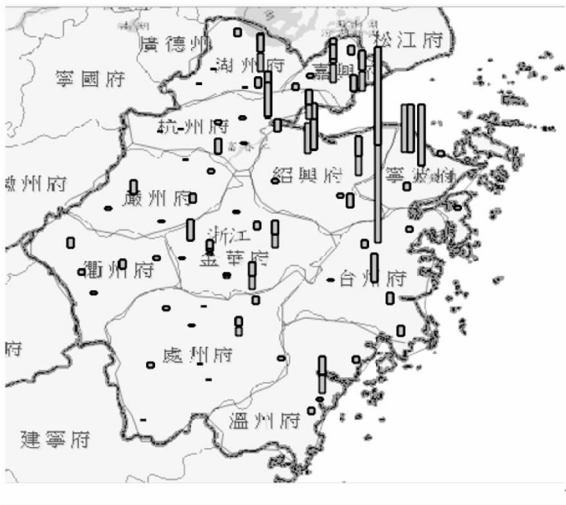 松江府
廣德州
湖州府
嘉興
寧國府
杭州府
紹興府
寧波府
徽州府
嚴州府
浙江
金華府
衢州府
台州府
府
處州府
溫州府
建寧府